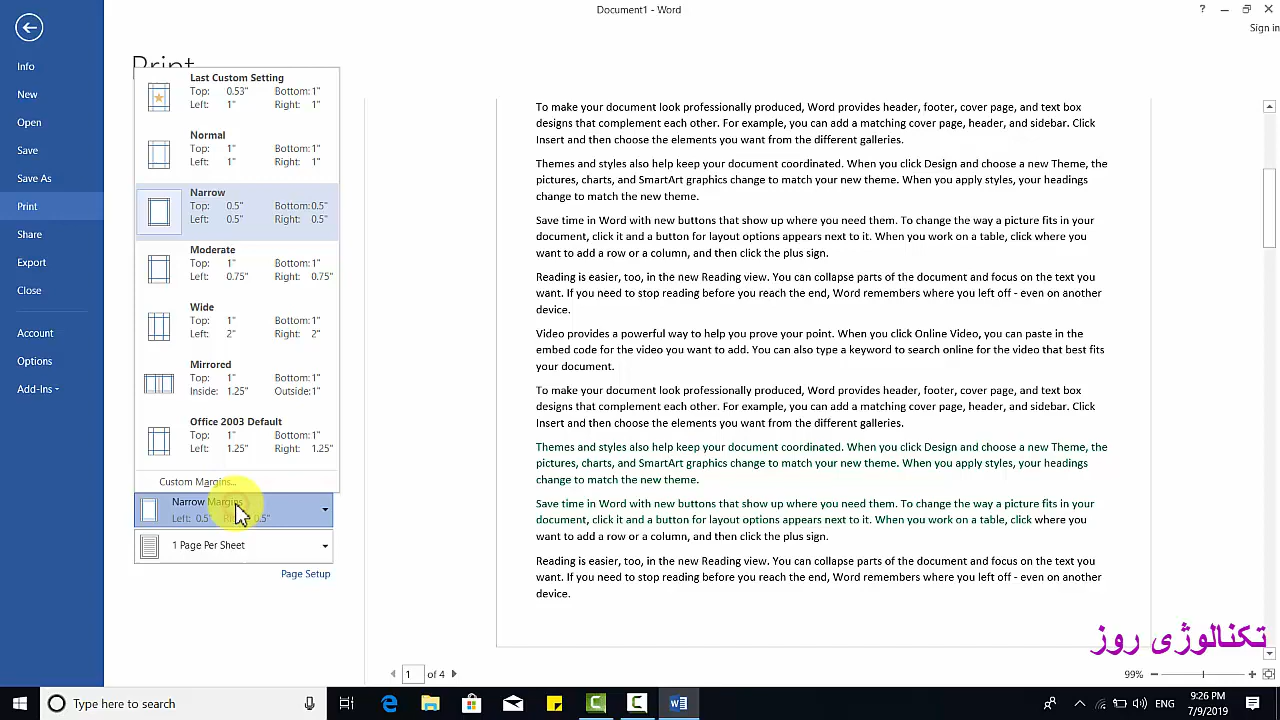 Document1 - Word
?
Sign in
Info
New
Open
Save
Save As
Print
Share
Export
Close
Account
Options
Add-Ins
Print
Last Custom Setting
Top: 0.53" Bottom: 1"
Left: 1" Right: 1"
Normal
Top: 1" Bottom: 1"
Left: 1" Right: 1"
Narrow
Top: 0.5" Bottom: 0.5"
Left: 0.5" Right: 0.5"
Moderate
Top: 1" Bottom: 1"
Left: 0.75" Right: 0.75"
Wide
Top: 1" Bottom: 1"
Left: 2" Right: 2"
Mirrored
Top: 1" Bottom: 1"
Inside: 1.25" Outside: 1"
Office 2003 Default
Top: 1" Bottom: 1"
Left: 1.25" Right: 1.25"
Custom Margins...
Narrow Margins
Left: 0.5" Right: 0.5"
1 Page Per Sheet
Page Setup
To make your document look professionally produced, Word provides header, footer, cover page, and text box
designs that complement each other. For example, you can add a matching cover page, header, and sidebar. Click
Insert and then choose the elements you want from the different galleries.
Themes and styles also help keep your document coordinated. When you click Design and choose a new Theme, the
pictures, charts, and SmartArt graphics change to match your new theme. When you apply styles, your headings
change to match the new theme.
Save time in Word with new buttons that show up where you need them. To change the way a picture fits in your
document, click it and a button for layout options appears next to it. When you work on a table, click where you
want to add a row or a column, and then click the plus sign.
Reading is easier, too, in the new Reading view. You can collapse parts of the document and focus on the text you
want. If you need to stop reading before you reach the end, Word remembers where you left off - even on another
device.
Video provides a powerful way to help you prove your point. When you click Online Video, you can paste in the
embed code for the video you want to add. You can also type a keyword to search online for the video that best fits
your document.
To make your document look professionally produced, Word provides header, footer, cover page, and text box
designs that complement each other. For example, you can add a matching cover page, header, and sidebar. Click
Insert and then choose the elements you want from the different galleries.
Themes and styles also help keep your document coordinated. When you click Design and choose a new Theme, the
pictures, charts, and SmartArt graphics change to match your new theme. When you apply styles, your headings
change to match the new theme.
Save time in Word with new buttons that show up where you need them. To change the way a picture fits in your
document, click it and a button for layout options appears next to it. When you work on a table, click where you
want to add a row or a column, and then click the plus sign.
Reading is easier, too, in the new Reading view. You can collapse parts of the document and focus on the text you
want. If you need to stop reading before you reach the end, Word remembers where you left off - even on another
device.
تکنالوژی روز
1 of 4
99%
Type here to search
ENG
9:26 PM
7/9/2019